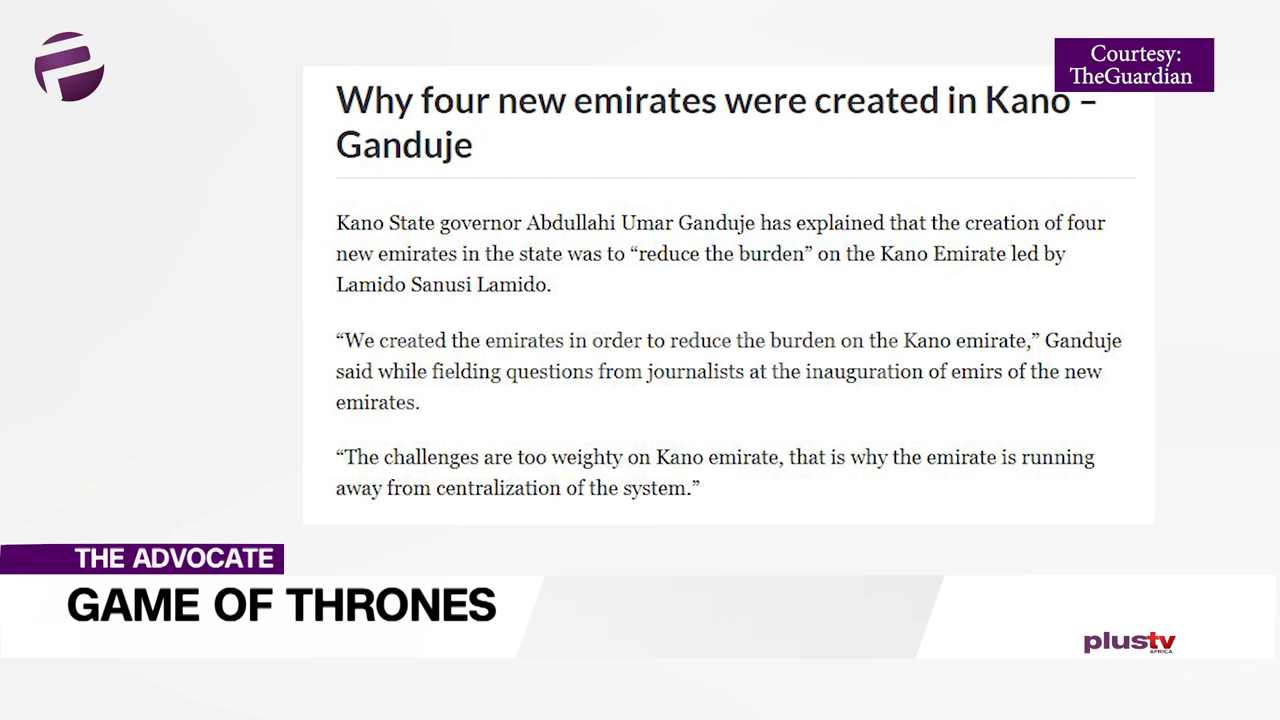 Courtesy:
TheGuardian
Why four new emirates were created in Kano –
Ganduje
Kano State governor Abdullahi Umar Ganduje has explained that the creation of four
new emirates in the state was to “reduce the burden” on the Kano Emirate led by
Lamido Sanusi Lamido.
“We created the emirates in order to reduce the burden on the Kano emirate,” Ganduje
said while fielding questions from journalists at the inauguration of emirs of the new
emirates.
“The challenges are too weighty on Kano emirate, that is why the emirate is running
away from centralization of the system.”
THE ADVOCATE
GAME OF THRONES
plustv
AFRICA